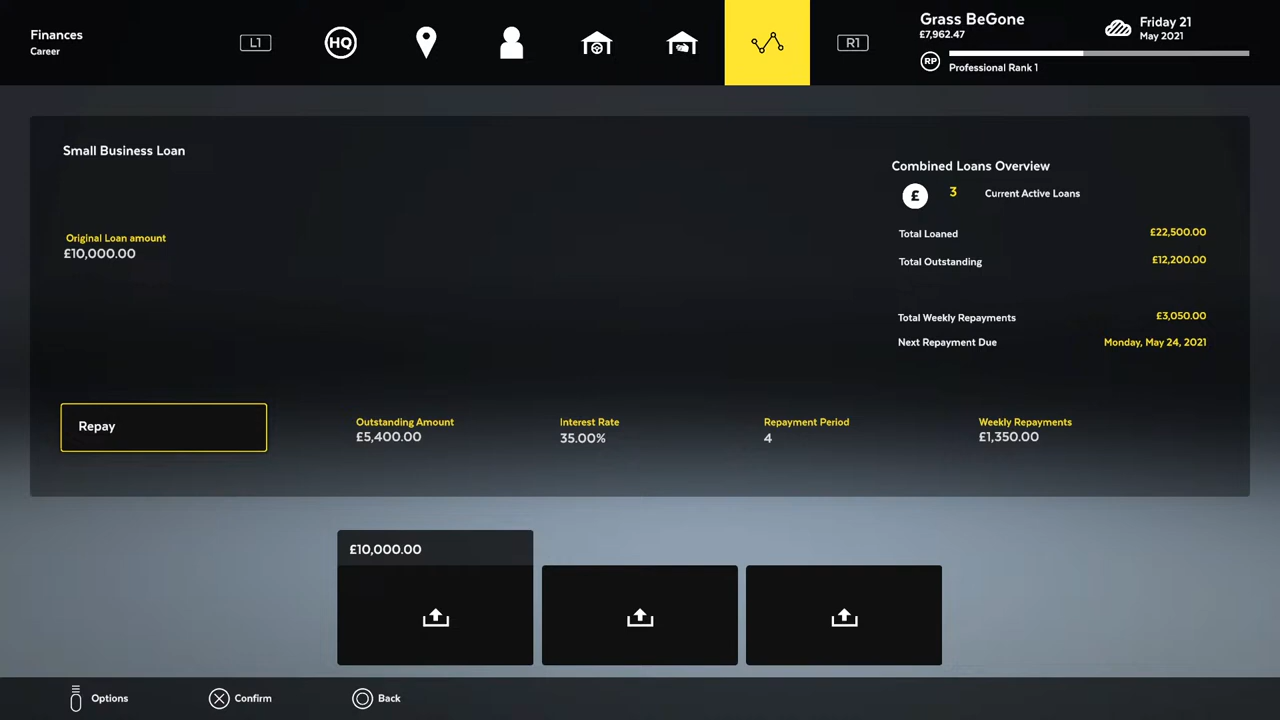 Finances
Career
L1
HQ
R1
Grass BeGone
£7,962.47
Friday 21
May 2021
RP
Professional Rank 1
Small Business Loan
Original Loan amount
£10,000.00
Combined Loans Overview
£
3
Current Active Loans
Total Loaned
£22,500.00
Total Outstanding
£12,200.00
Total Weekly Repayments
£3,050.00
Next Repayment Due
Monday, May 24, 2021
Repay
Outstanding Amount
£5,400.00
Interest Rate
35.00%
Repayment Period
4
Weekly Repayments
£1,350.00
£10,000.00
Options
Confirm
Back